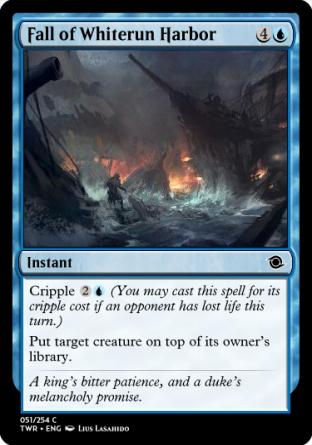 Fall of Whiterun Harbor 4
Instant
Cripple 2 (You may cast this spell for its
cripple cost if an opponent has lost life this
turn.)
Put target creature on top of its owner's
library.
A king's bitter patience, and a duke's
melancholy promise.
051/254 C
TWR • ENG Lius Lasahido